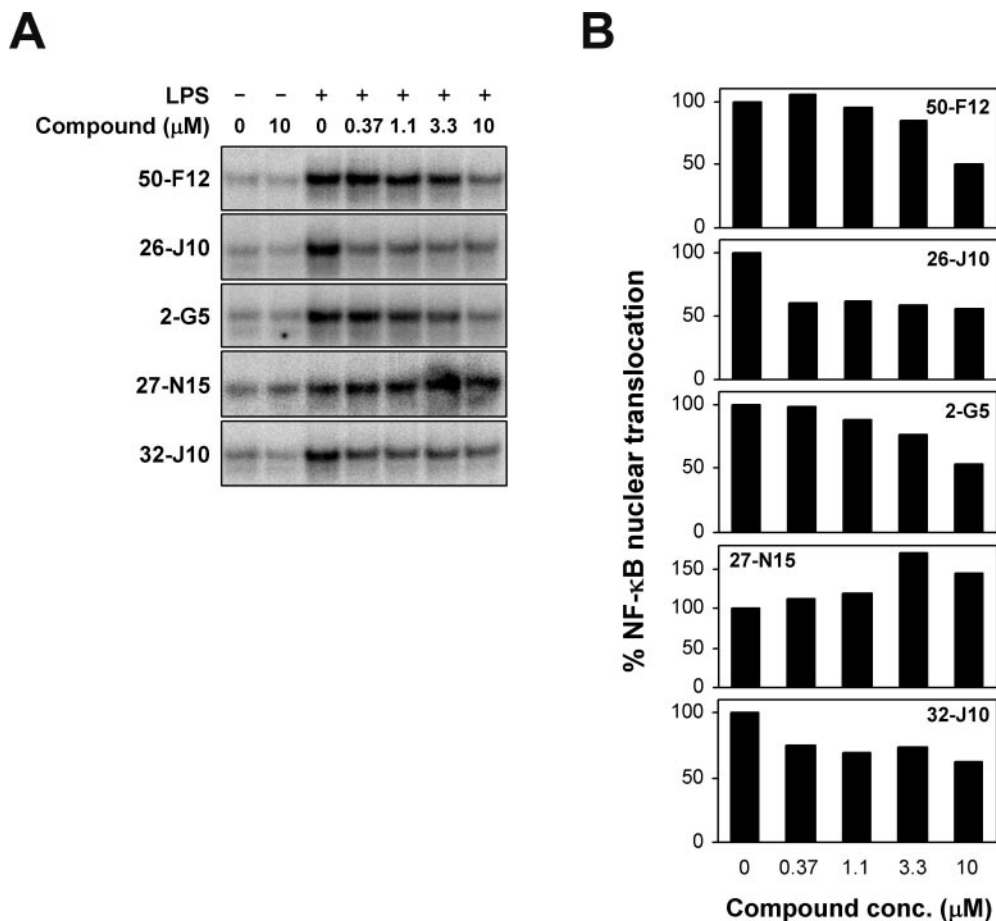 A
LPS – – + + + + +
Compound (μM) 0 10 0 0.37 1.1 3.3 10
50-F12
26-J10
2-G5
27-N15
32-J10
B
% NF-κB nuclear translocation
100
50
0
50-F12
100
50
0
26-J10
100
50
0
2-G5
150
100
50
0
27-N15
100
50
0
32-J10
0 0.37 1.1 3.3 10
Compound conc. (μM)